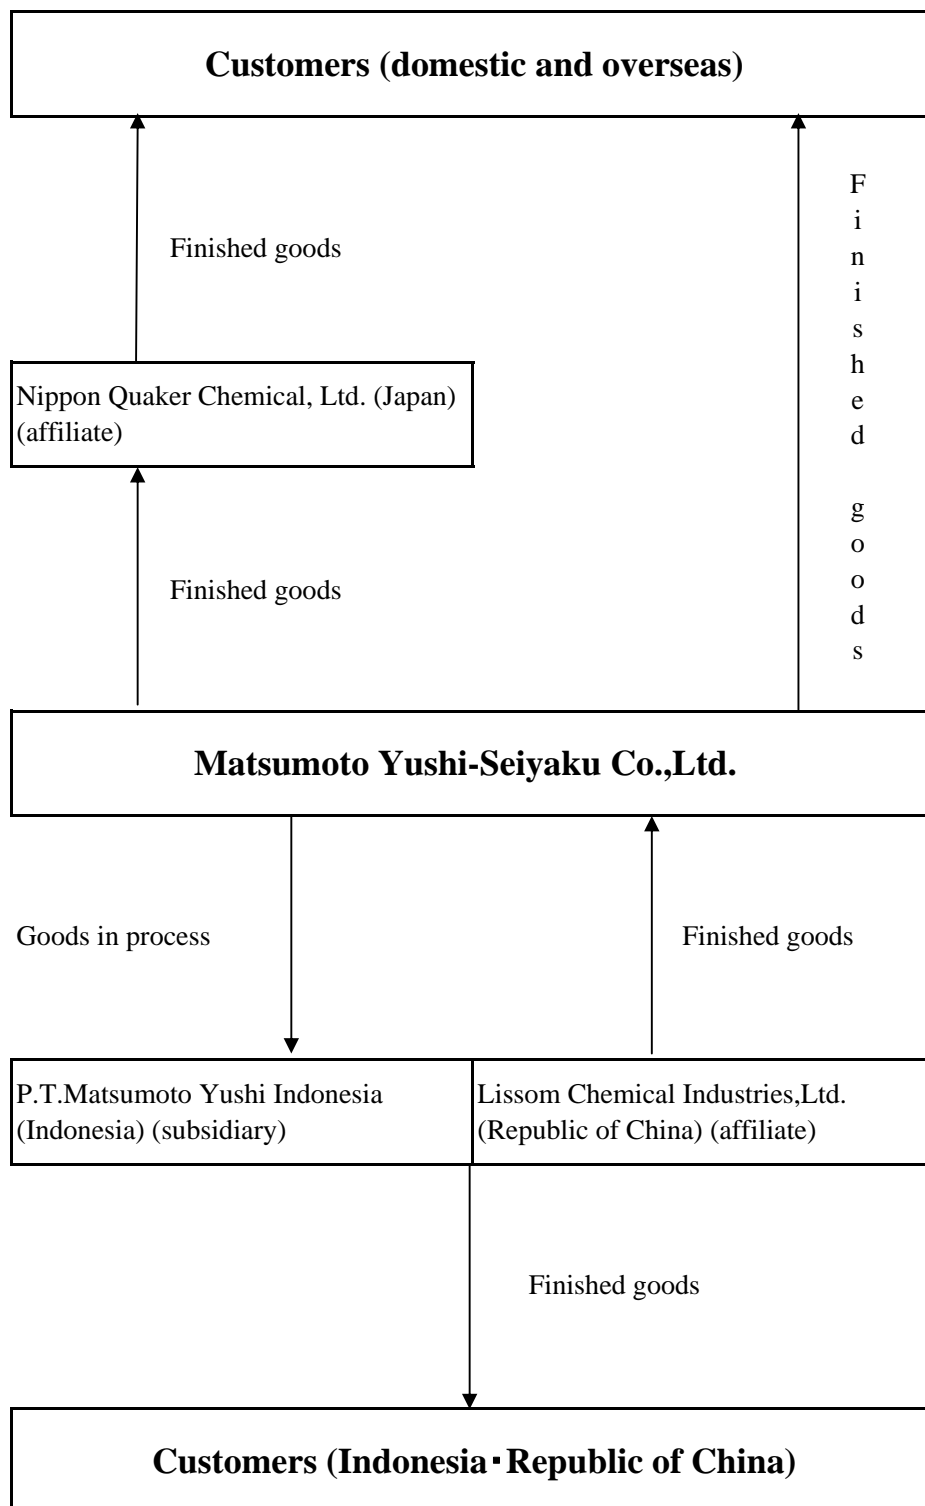 Customers (domestic and overseas)
Finished goods
Finished goods
Nippon Quaker Chemical, Ltd. (Japan)
(affiliate)
Finished goods
Matsumoto Yushi-Seiyaku Co.,Ltd.
Goods in process
Finished goods
P.T.Matsumoto Yushi Indonesia
(Indonesia) (subsidiary)
Lissom Chemical Industries,Ltd.
(Republic of China) (affiliate)
Finished goods
Customers (Indonesia・Republic of China)